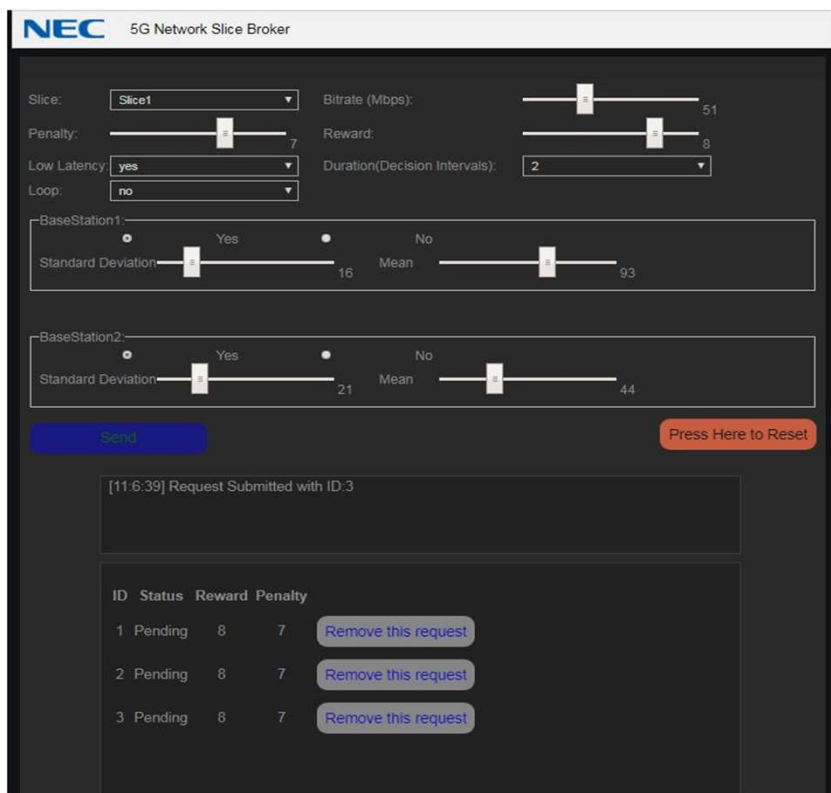 NEC 5G Network Slice Broker
Slice: Slice1 Bitrate (Mbps): 51
Penalty: 7 Reward: 8
Low Latency: yes Duration(Decision Intervals): 2
Loop: no
BaseStation1:
Yes No
Standard Deviation 16 Mean 93
BaseStation2:
Yes No
Standard Deviation 21 Mean 44
Send Press Here to Reset
[11:6:39] Request Submitted with ID:3
ID Status Reward Penalty
1 Pending 8 7 Remove this request
2 Pending 8 7 Remove this request
3 Pending 8 7 Remove this request